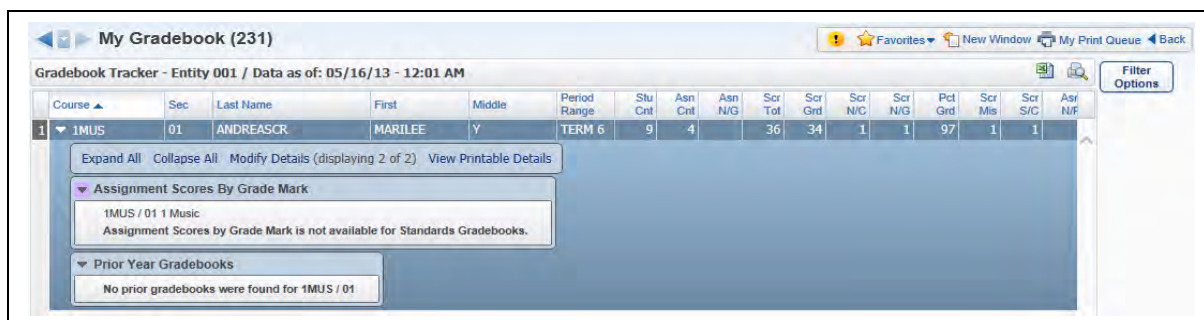 My Gradebook (231)
! Favorites New Window My Print Queue Back
Gradebook Tracker - Entity 001 / Data as of: 05/16/13 - 12:01 AM
Filter Options
Course Sec Last Name First Middle Period Range Stu Cnt Asn Cnt Asn N/G Scr Tot Scr Grd Scr N/C Scr N/G Pct Grd Scr Mis Scr S/C Asn N/F
1 1MUS 01 ANDREASCR MARILEE Y TERM 6 9 4 36 34 1 1 97 1 1
Expand All Collapse All Modify Details (displaying 2 of 2) View Printable Details
Assignment Scores By Grade Mark
1MUS / 01 1 Music
Assignment Scores by Grade Mark is not available for Standards Gradebooks.
Prior Year Gradebooks
No prior gradebooks were found for 1MUS / 01